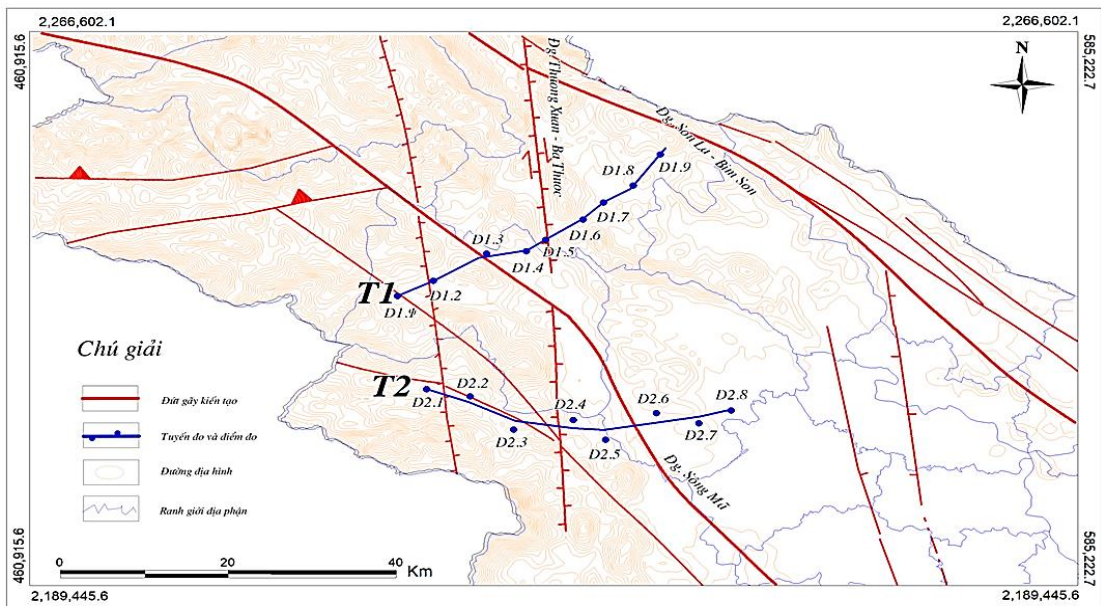 2,266,602.1
2,266,602.1
460,915.6
585,222.7
N
Đg. Thường Xuân - Bá Thước
Đg. Sơn La - Bỉm Sơn
D1.9
D1.8
D1.7
D1.6
D1.5
D1.4
D1.3
D1.2
D1.1
T1
T2
D2.1
D2.2
D2.3
D2.4
D2.5
D2.6
D2.7
D2.8
Đg. Sông Mã
Chú giải
Đứt gãy kiến tạo
Tuyến đo và điểm đo
Đường địa hình
Ranh giới địa phận
0 20 40 Km
460,915.6
585,222.7
2,189,445.6
2,189,445.6